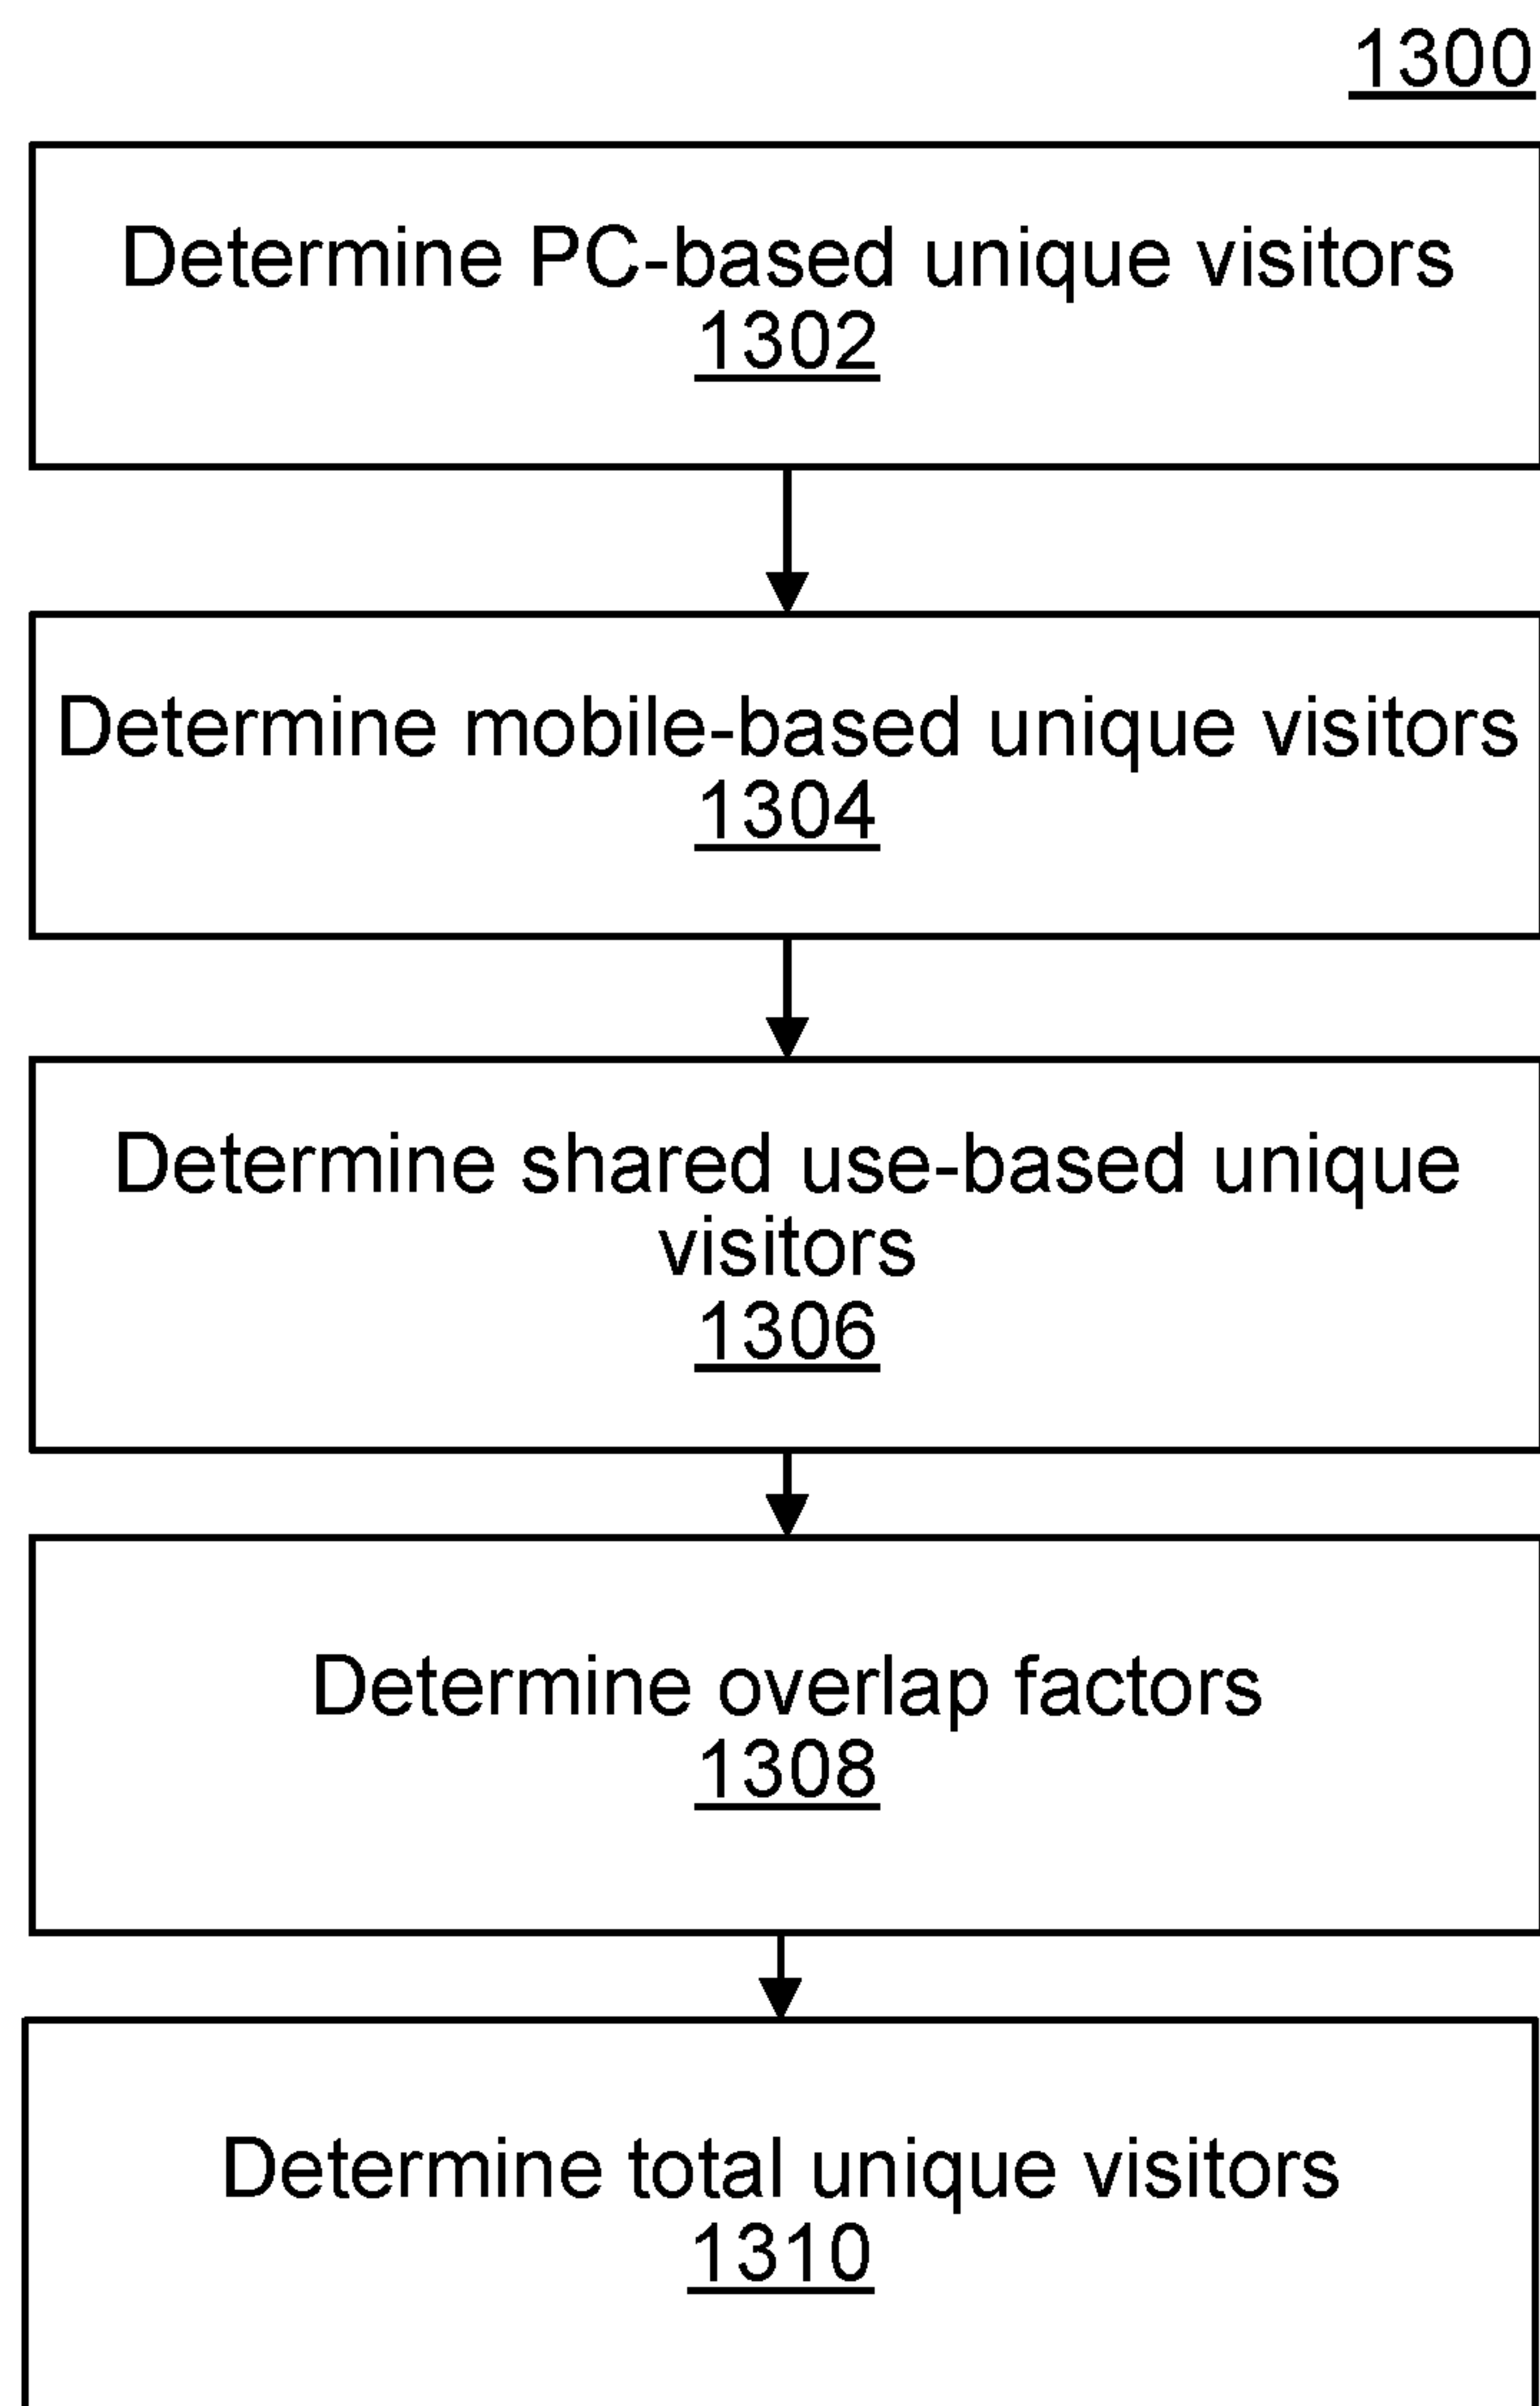 1300
Determine PC-based unique visitors
1302
Determine mobile-based unique visitors
1304
Determine shared use-based unique
visitors
1306
Determine overlap factors
1308
Determine total unique visitors
1310